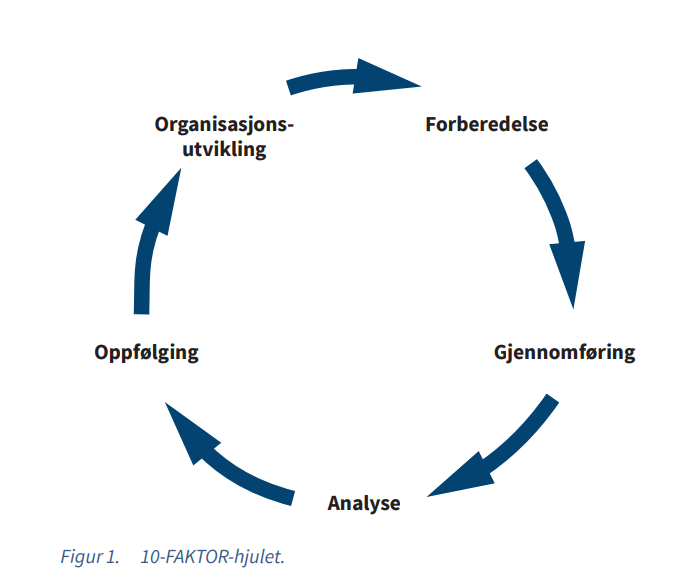 Organisasjons-
utvikling
Forberedelse
Oppfølging
Gjennomføring
Analyse
Figur 1. 10-FAKTOR-hjulet.